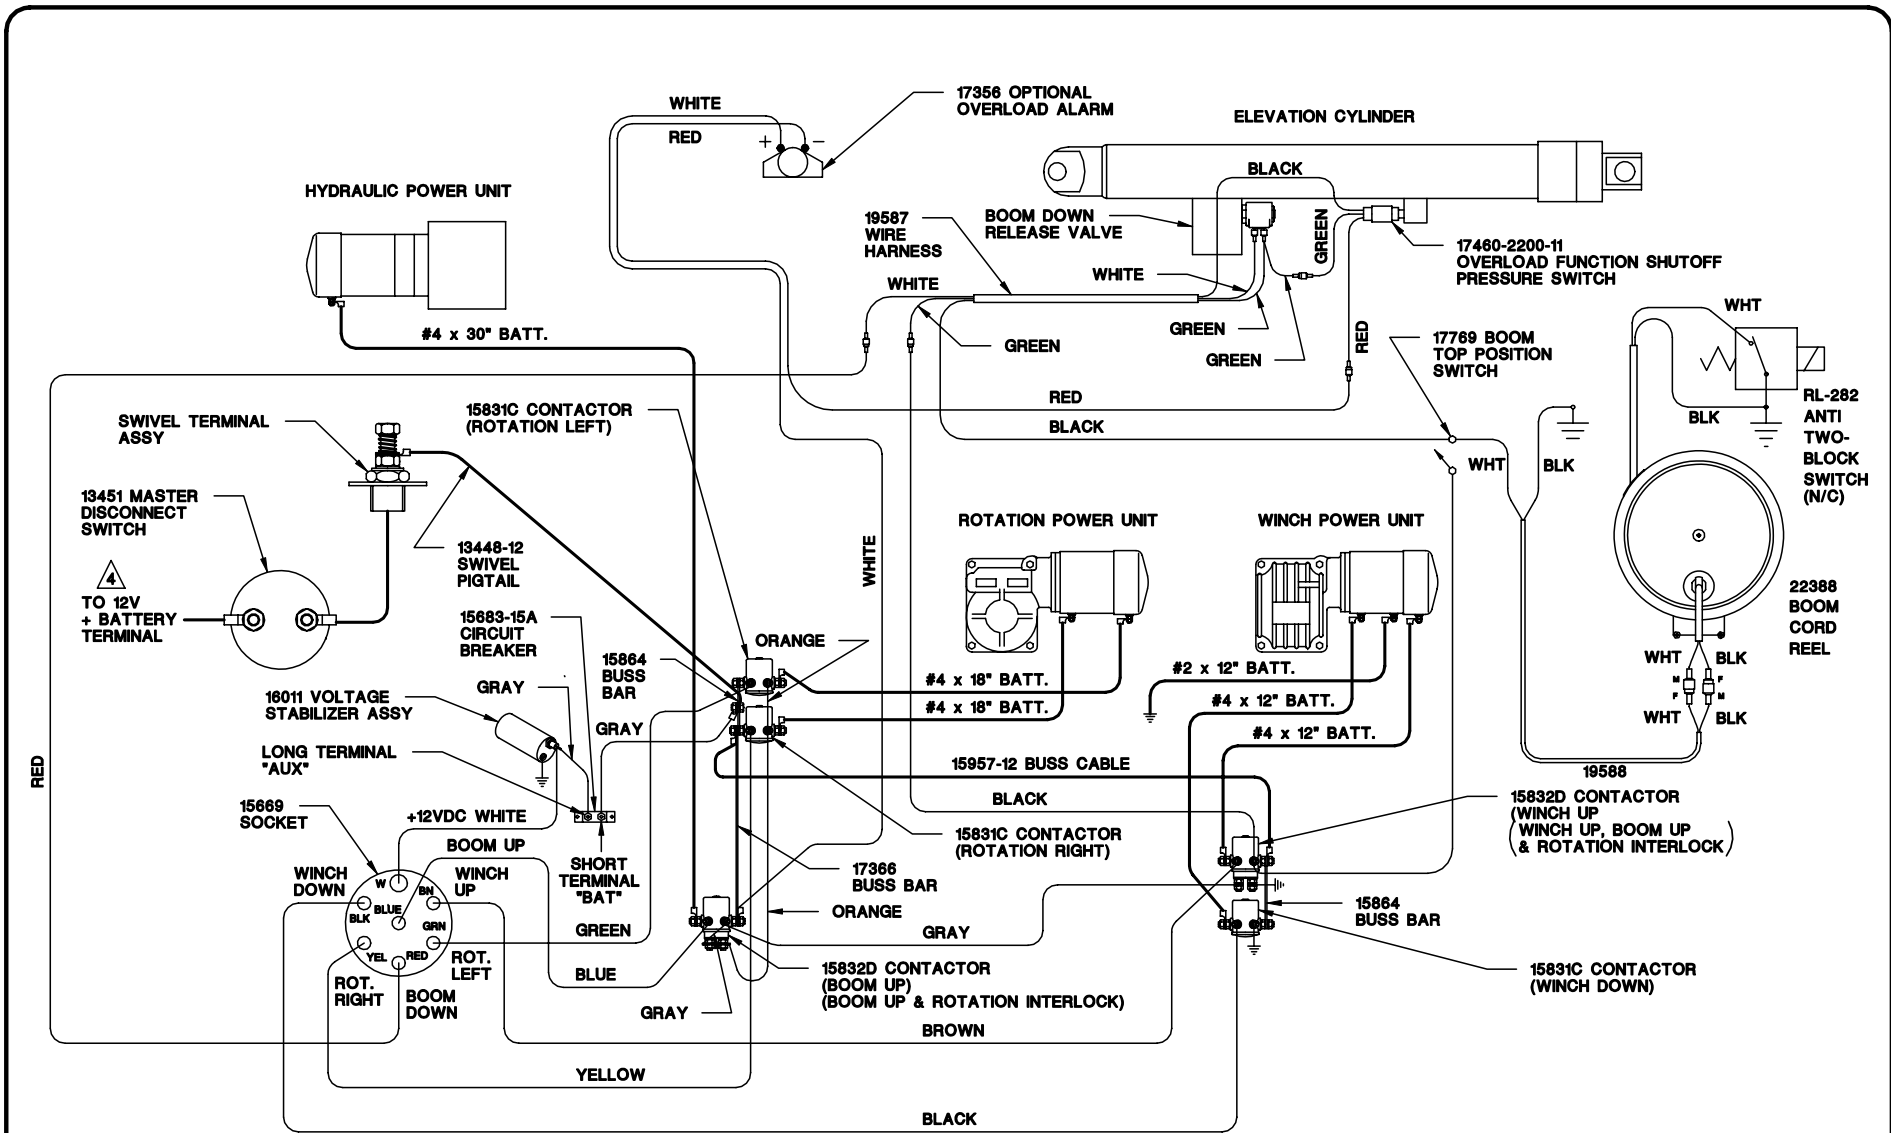 WHITE
RED
+
−
17356 OPTIONAL
OVERLOAD ALARM
ELEVATION CYLINDER
BLACK
HYDRAULIC POWER UNIT
19587
WIRE
HARNESS
BOOM DOWN
RELEASE VALVE
GREEN
17460-2200-11
OVERLOAD FUNCTION SHUTOFF
PRESSURE SWITCH
WHITE
WHITE
GREEN
GREEN
GREEN
RED
WHT
#4 x 30" BATT.
17769 BOOM
TOP POSITION
SWITCH
RED
BLACK
BLK
RL-282
ANTI
TWO-
BLOCK
SWITCH
(N/C)
15831C CONTACTOR
(ROTATION LEFT)
SWIVEL TERMINAL
ASSY
WHT
BLK
13451 MASTER
DISCONNECT
SWITCH
13448-12
SWIVEL
PIGTAIL
WHITE
ROTATION POWER UNIT
WINCH POWER UNIT
4
TO 12V
+ BATTERY
TERMINAL
22388
BOOM
CORD
REEL
15683-15A
CIRCUIT
BREAKER
15864
BUSS
BAR
ORANGE
#4 x 18" BATT.
#4 x 18" BATT.
#2 x 12" BATT.
#4 x 12" BATT.
#4 x 12" BATT.
WHT
BLK
M
F
F
M
WHT
BLK
16011 VOLTAGE
STABILIZER ASSY
GRAY
GRAY
LONG TERMINAL
"AUX"
15957-12 BUSS CABLE
19588
RED
BLACK
15669
SOCKET
+12VDC WHITE
BOOM UP
SHORT
TERMINAL
"BAT"
15831C CONTACTOR
(ROTATION RIGHT)
15832D CONTACTOR
(WINCH UP
(WINCH UP, BOOM UP
& ROTATION INTERLOCK)
17366
BUSS BAR
WINCH
DOWN
WINCH
UP
W
BN
BLK
BLUE
GRN
YEL
RED
ROT.
LEFT
ROT.
RIGHT
BOOM
DOWN
GREEN
BLUE
ORANGE
GRAY
15864
BUSS BAR
15832D CONTACTOR
(BOOM UP)
(BOOM UP & ROTATION INTERLOCK)
15831C CONTACTOR
(WINCH DOWN)
GRAY
BROWN
YELLOW
BLACK